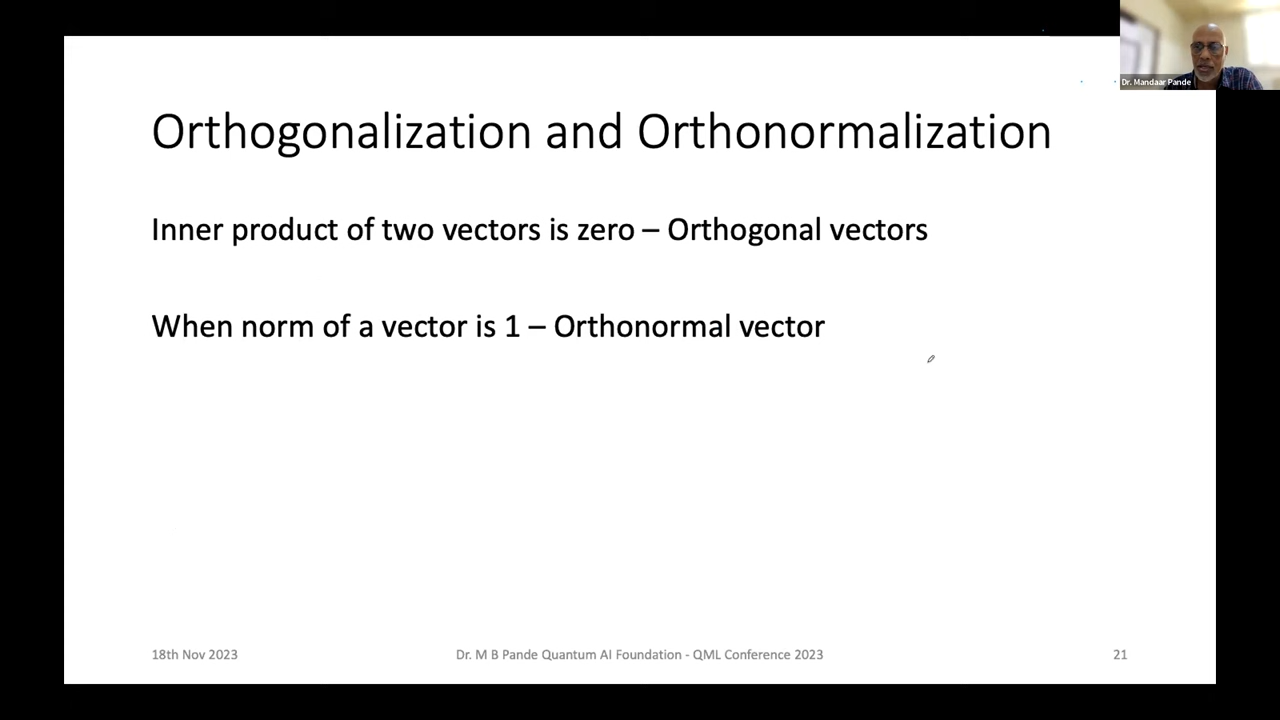 Dr. Mandaar Pande
Orthogonalization and Orthonormalization
Inner product of two vectors is zero – Orthogonal vectors
When norm of a vector is 1 – Orthonormal vector
18th Nov 2023
Dr. M B Pande Quantum AI Foundation - QML Conference 2023
21